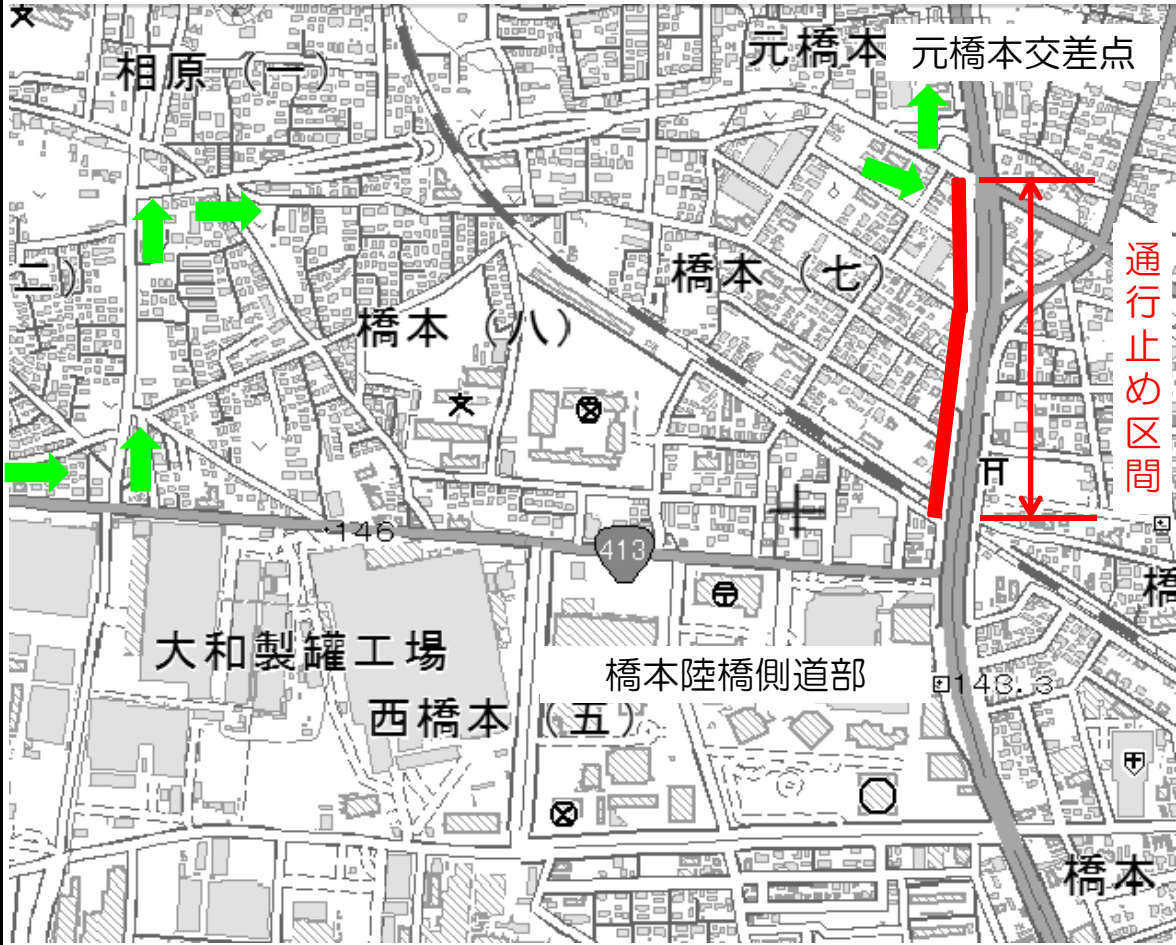 元橋本
元橋本交差点
相原（一）
二）
橋本（七）
通行止め区間
橋本（八）
146
413
橋
大和製罐工場
橋本陸橋側道部
143.3
西橋本（五）
橋本